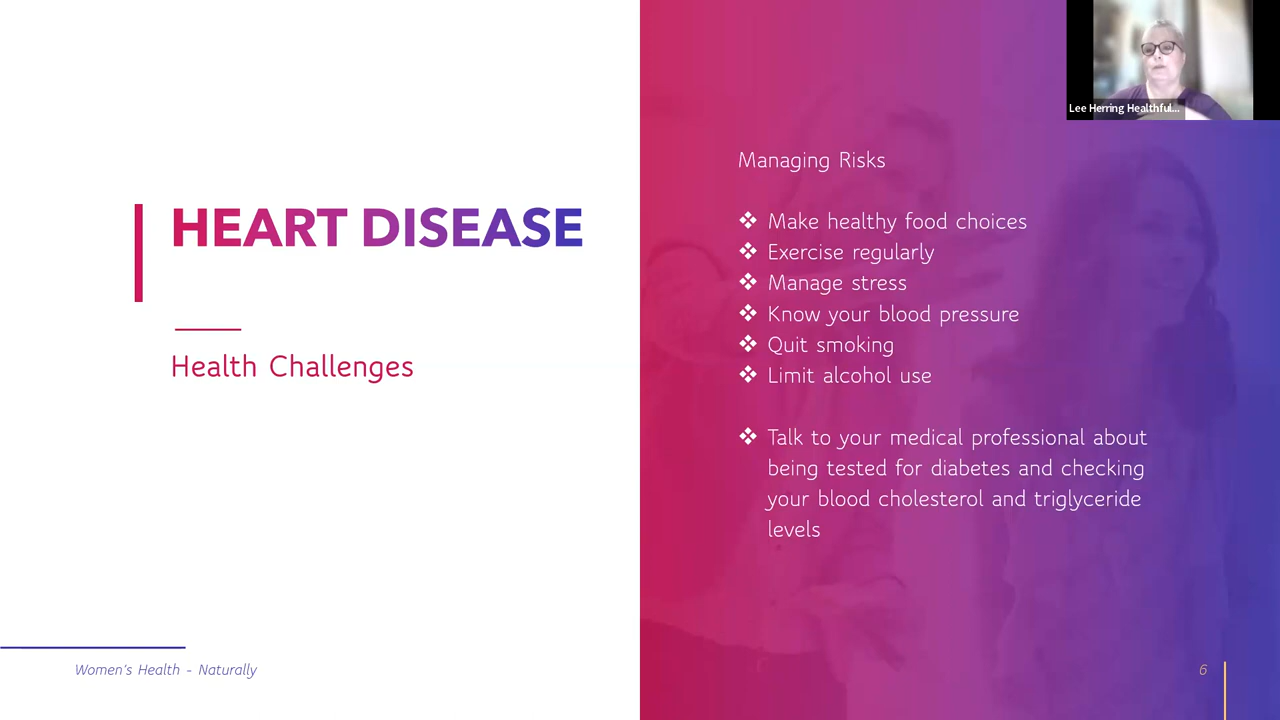 HEART DISEASE
Health Challenges
Women's Health - Naturally
Lee Herring Healthful...
Managing Risks
❖ Make healthy food choices
❖ Exercise regularly
❖ Manage stress
❖ Know your blood pressure
❖ Quit smoking
❖ Limit alcohol use
❖ Talk to your medical professional about
being tested for diabetes and checking
your blood cholesterol and triglyceride
levels
6